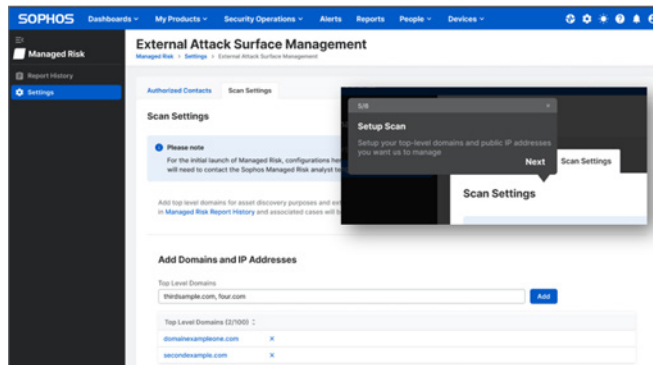 SOPHOS
Dashboards
My Products
Security Operations
Alerts
Reports
People
Devices
Managed Risk
Report History
Settings
External Attack Surface Management
Managed Risk > Settings > External Attack Surface Management
Authorized Contacts
Scan Settings
Scan Settings
Please note
For the initial launch of Managed Risk, configurations
will need to contact the Sophos Managed Risk analyst
Add top level domains for asset discovery purposes and
in Managed Risk Report History and associated cases will
5/6
×
Setup Scan
Setup your top-level domains and public IP addresses
you want us to manage
Next
Scan Settings
Scan Settings
Add Domains and IP Addresses
Top Level Domains
thirdsample.com, four.com
Add
Top Level Domains (2/100)
domainexampleone.com ×
secondexample.com ×